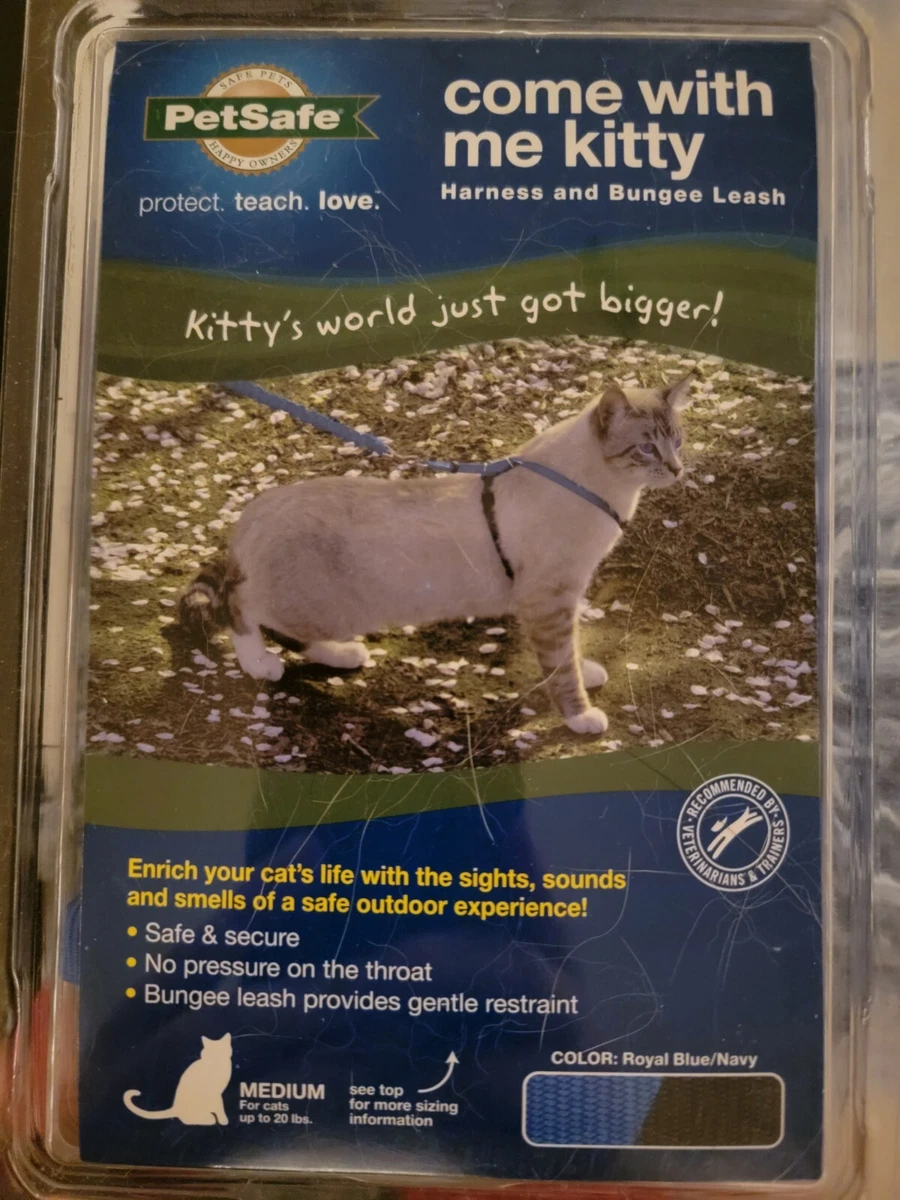 SAFE PETS
PetSafe®
HAPPY OWNERS
protect. teach. love.™
come with
me kitty
Harness and Bungee Leash
Kitty's world just got bigger!
RECOMMENDED BY
VETERINARIANS & TRAINERS
Enrich your cat's life with the sights, sounds
and smells of a safe outdoor experience!
• Safe & secure
• No pressure on the throat
• Bungee leash provides gentle restraint
MEDIUM
For cats
up to 20 lbs.
see top
for more sizing
information
COLOR: Royal Blue/Navy